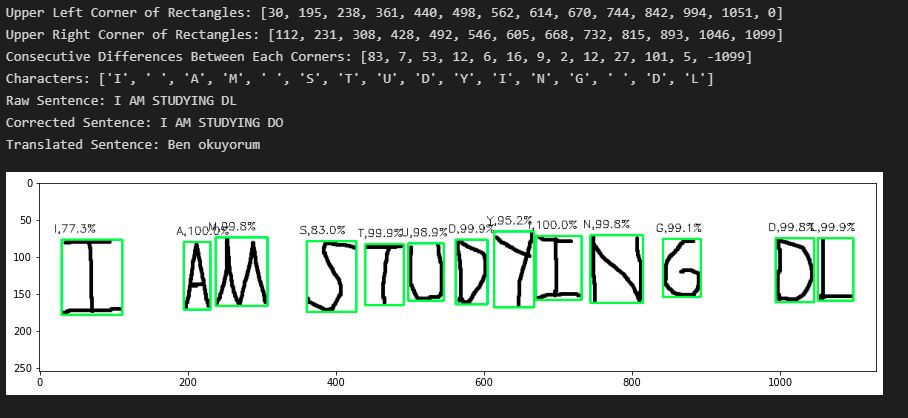 Upper Left Corner of Rectangles: [30, 195, 238, 361, 440, 498, 562, 614, 670, 744, 842, 994, 1051, 0]
Upper Right Corner of Rectangles: [112, 231, 308, 428, 492, 546, 605, 668, 732, 815, 893, 1046, 1099]
Consecutive Differences Between Each Corners: [83, 7, 53, 12, 6, 16, 9, 2, 12, 27, 101, 5, -1099]
Characters: ['I', ' ', 'A', 'M', ' ', 'S', 'T', 'U', 'D', 'Y', 'I', 'N', 'G', ' ', 'D', 'L']
Raw Sentence: I AM STUDYING DL
Corrected Sentence: I AM STUDYING DO
Translated Sentence: Ben okuyorum
0
50
I,77.3% A,100.0% M,99.8% S,83.0% T,99.9% U,98.9% D,99.9% Y,95.2% I,100.0% N,99.8% G,99.1% D,99.8% L,99.9%
100
I AM STUDYING DL
150
200
250
0 200 400 600 800 1000